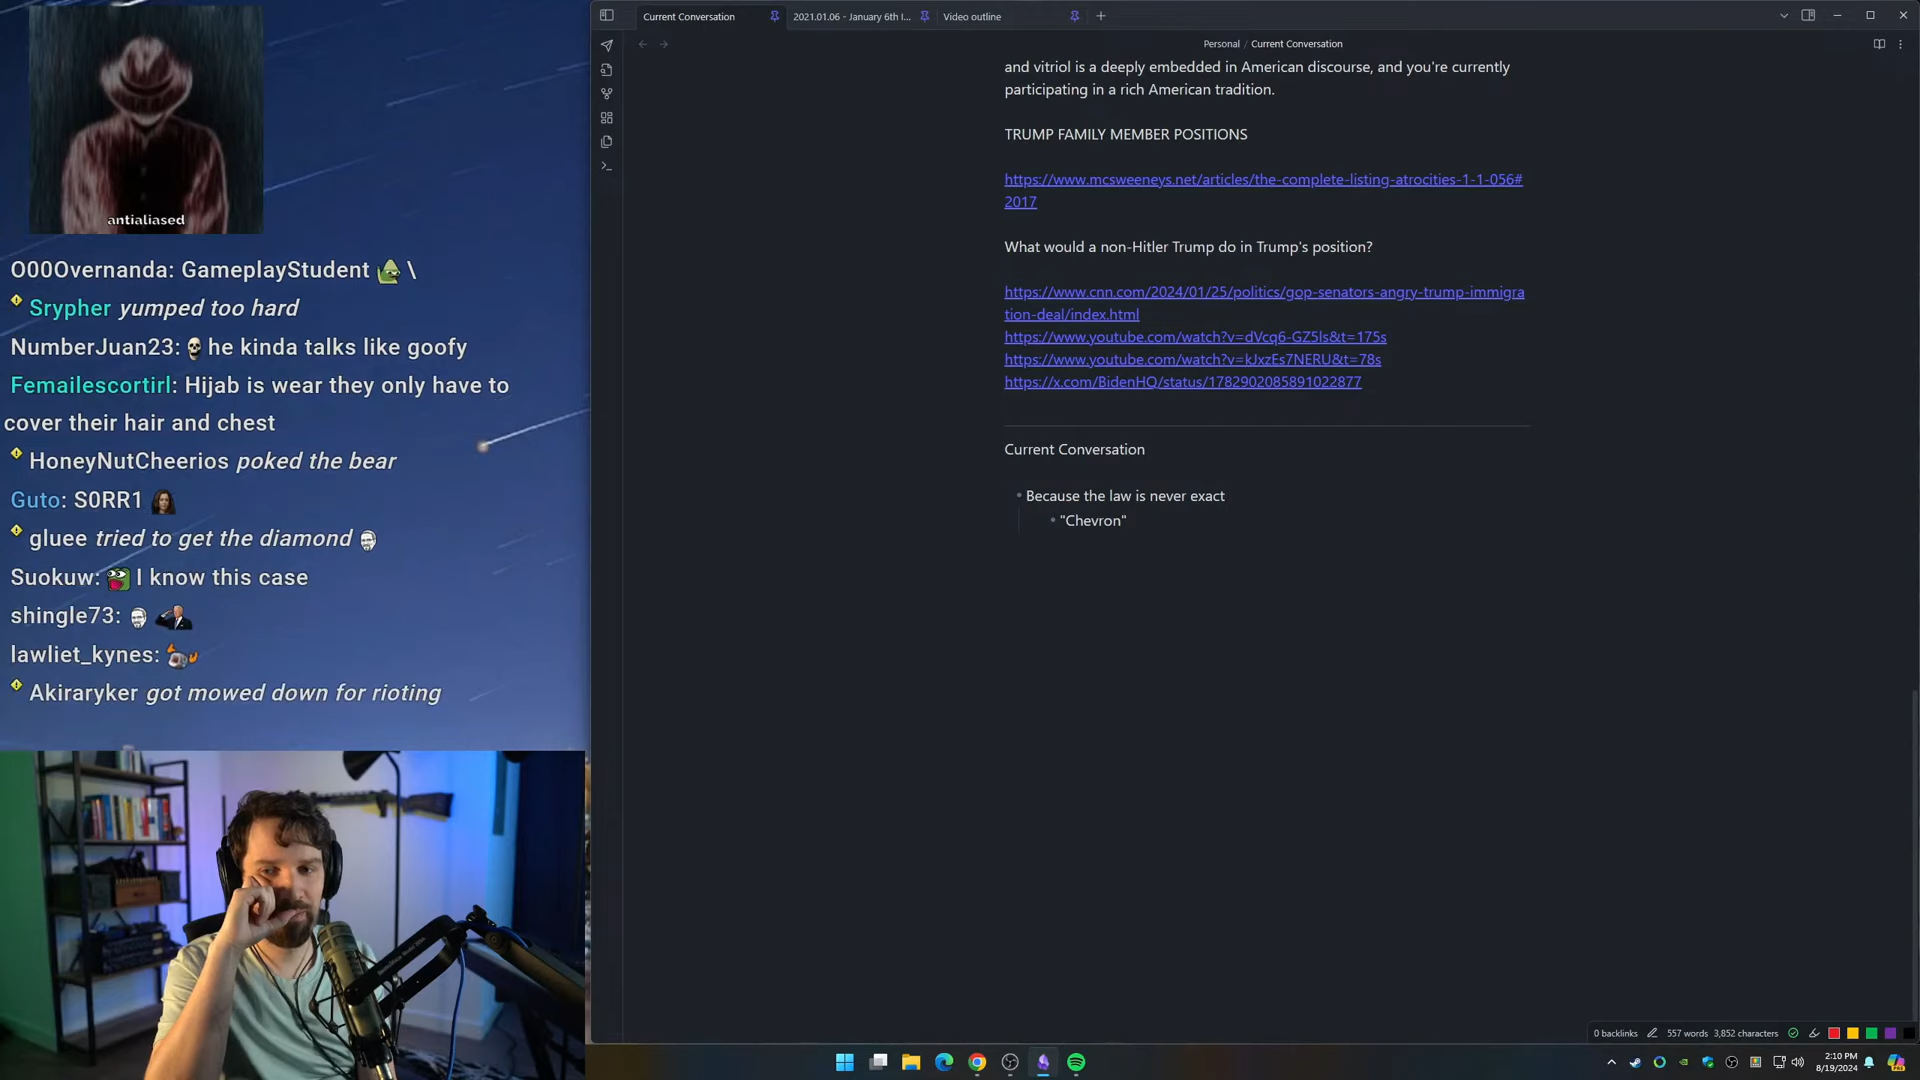 antialiased
O00Overnanda: GameplayStudent \
Srypher yumped too hard
NumberJuan23: he kinda talks like goofy
Femailescortirl: Hijab is wear they only have to
cover their hair and chest
HoneyNutCheerios poked the bear
Guto: S0RR1
gluee tried to get the diamond
Suokuw: I know this case
shingle73:
lawliet_kynes:
Akiraryker got mowed down for rioting
Current Conversation
2021.01.06 - January 6th I...
Video outline
Personal / Current Conversation
and vitriol is a deeply embedded in American discourse, and you're currently
participating in a rich American tradition.
TRUMP FAMILY MEMBER POSITIONS
https://www.mcsweeneys.net/articles/the-complete-listing-atrocities-1-1-056#
2017
What would a non-Hitler Trump do in Trump's position?
https://www.cnn.com/2024/01/25/politics/gop-senators-angry-trump-immigra
tion-deal/index.html
https://www.youtube.com/watch?v=dVcq6-GZ5ls&t=175s
https://www.youtube.com/watch?v=kJxzEs7NERU&t=78s
https://x.com/BidenHQ/status/1782902085891022877
Current Conversation
Because the law is never exact
"Chevron"
0 backlinks 557 words 3,852 characters
2:10 PM
8/19/2024